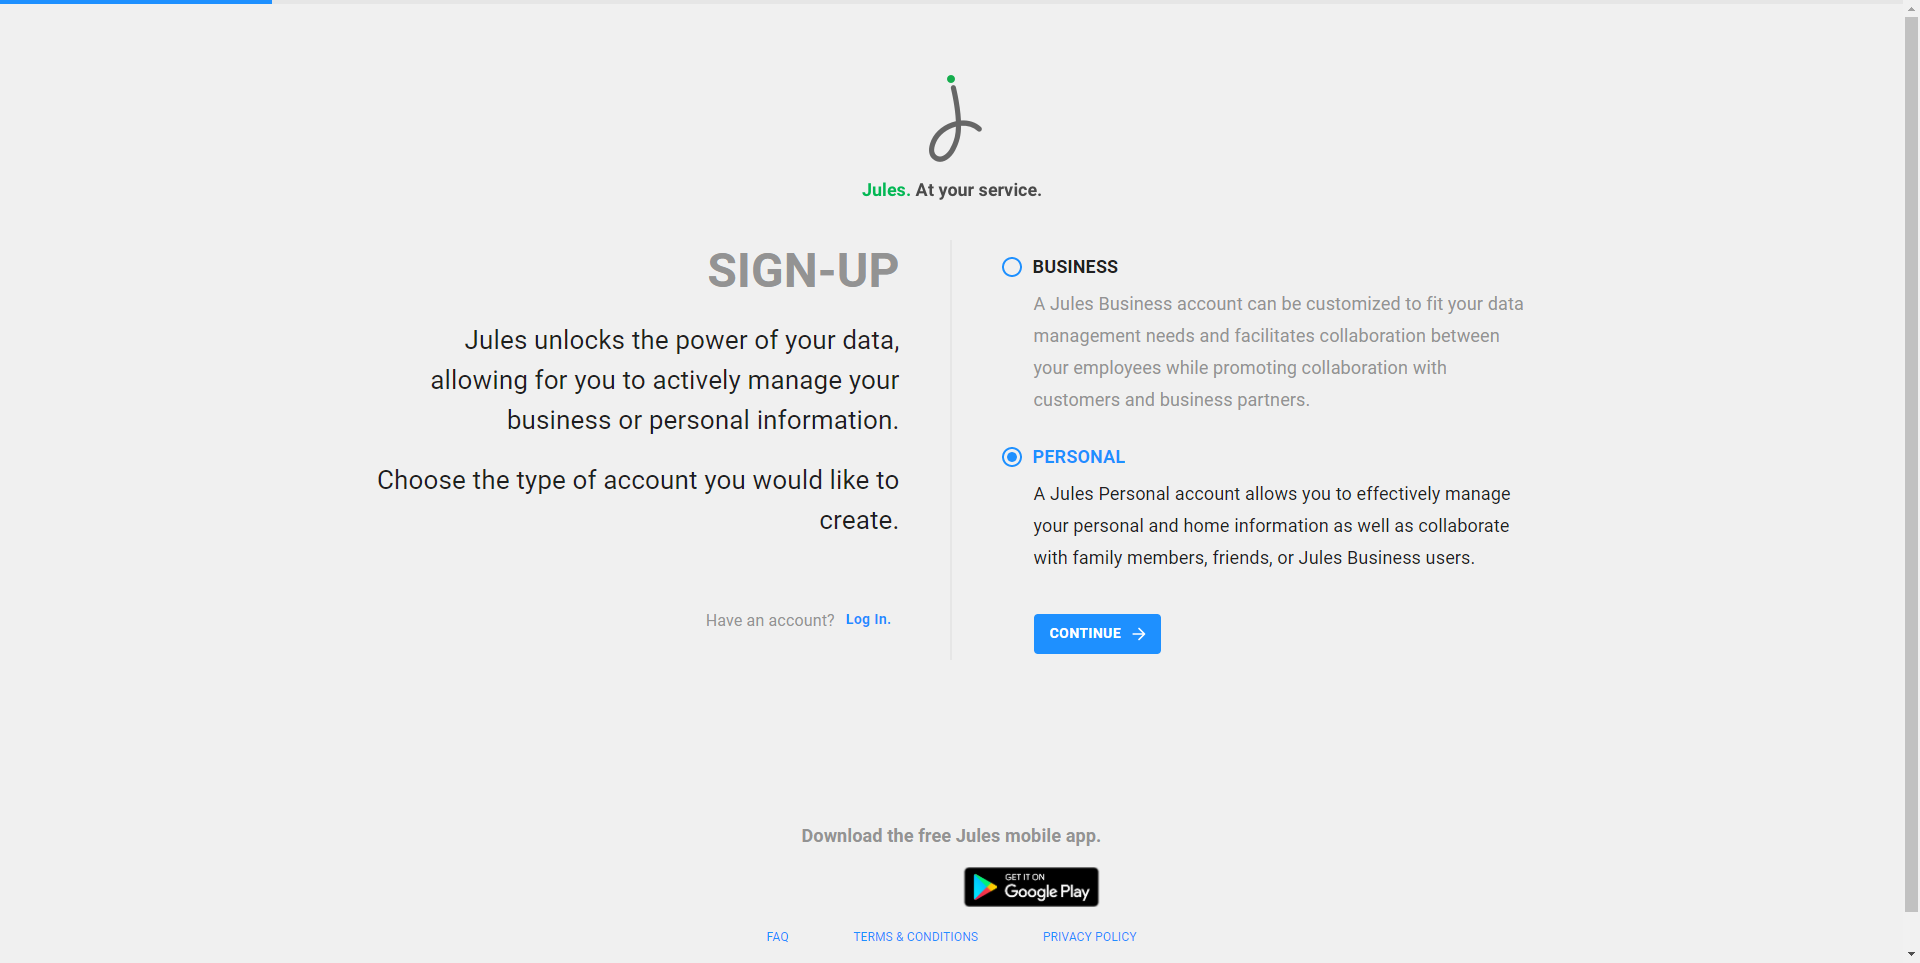 Jules. At your service.
SIGN-UP
Jules unlocks the power of your data,
allowing for you to actively manage your
business or personal information.
Choose the type of account you would like to
create.
Have an account? Log In.
BUSINESS
A Jules Business account can be customized to fit your data
management needs and facilitates collaboration between
your employees while promoting collaboration with
customers and business partners.
PERSONAL
A Jules Personal account allows you to effectively manage
your personal and home information as well as collaborate
with family members, friends, or Jules Business users.
CONTINUE
Download the free Jules mobile app.
GET IT ON
Google Play
FAQ TERMS & CONDITIONS PRIVACY POLICY